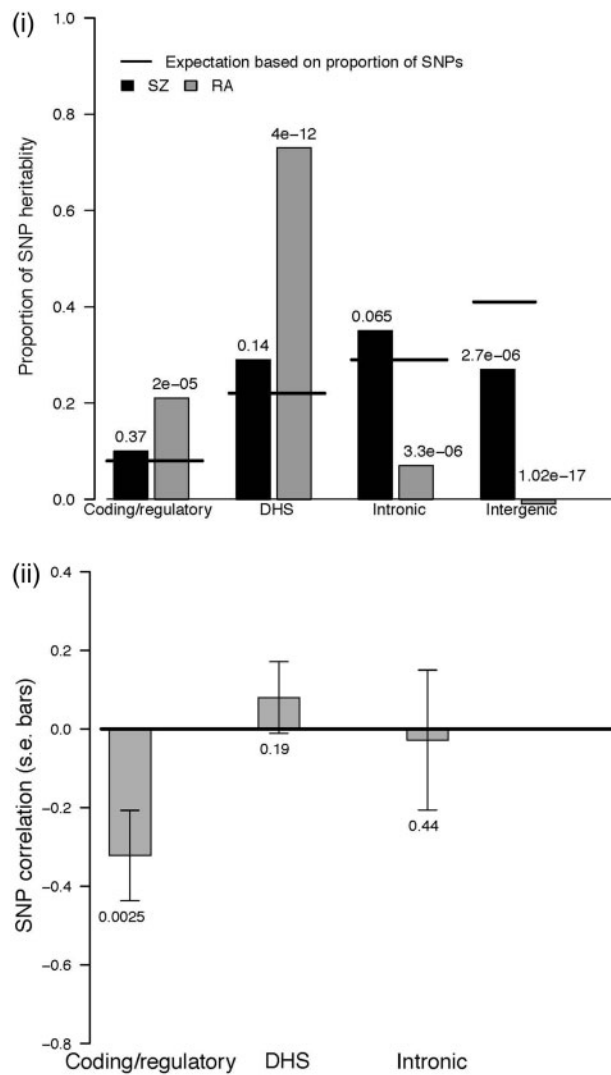 (i)
1.0
0.8
0.6
0.4
0.2
0.0
Proportion of SNP heritablity
Expectation based on proportion of SNPs
SZ RA
0.37
2e−05
0.14
4e−12
0.065
3.3e−06
2.7e−06
1.02e−17
Coding/regulatory DHS Intronic Intergenic
(ii)
0.4
0.2
0.0
−0.2
−0.4
−0.6
−0.8
SNP correlation (s.e. bars)
0.0025
0.19
0.44
Coding/regulatory DHS Intronic